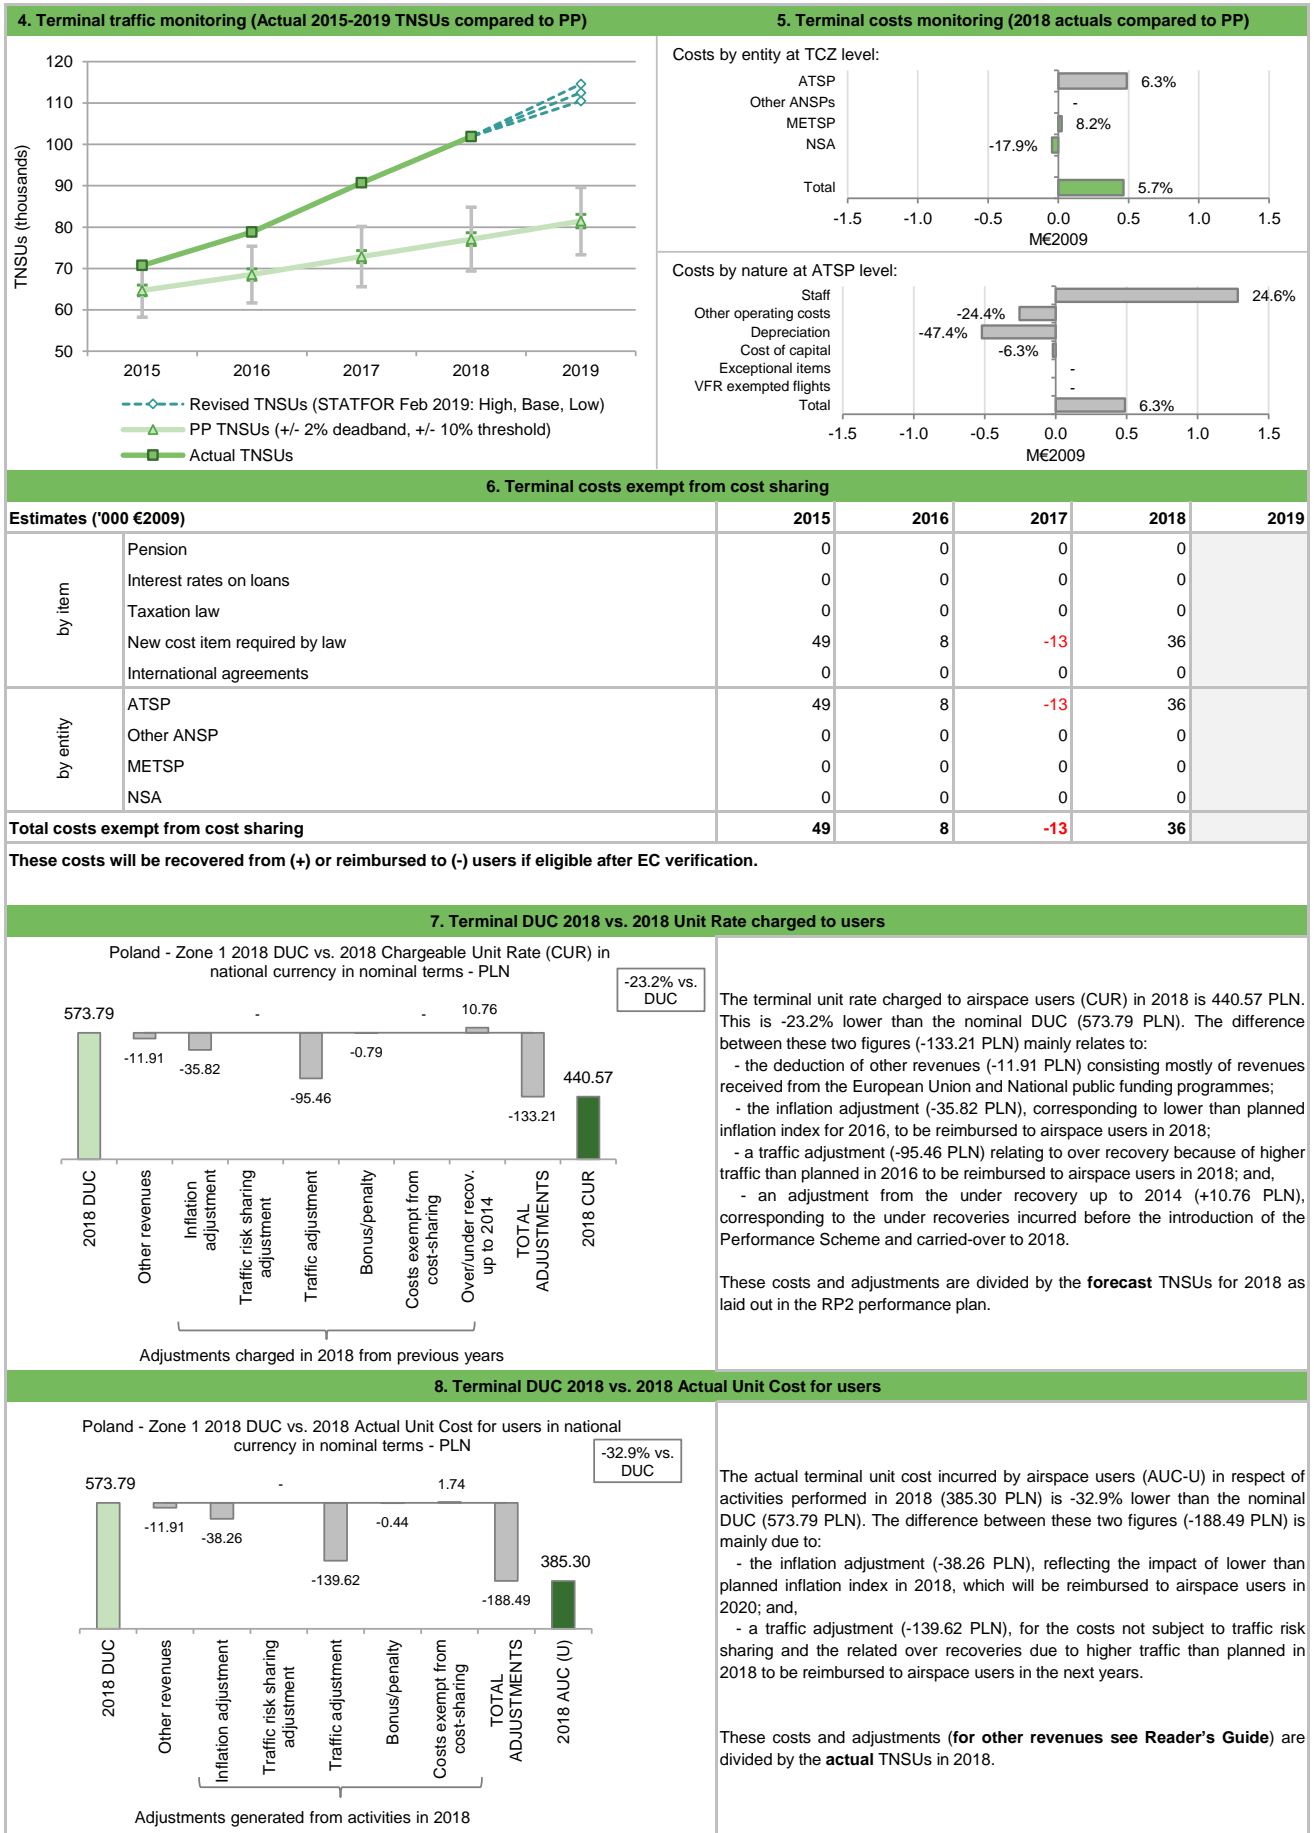 4. Terminal traffic monitoring (Actual 2015-2019 TNSUs compared to PP)
120
110
100
90
80
70
60
50
TNSUs (thousands)
2015 2016 2017 2018 2019
Revised TNSUs (STATFOR Feb 2019: High, Base, Low)
PP TNSUs (+/- 2% deadband, +/- 10% threshold)
Actual TNSUs
5. Terminal costs monitoring (2018 actuals compared to PP)
Costs by entity at TCZ level:
ATSP 6.3%
Other ANSPs -
METSP 8.2%
NSA -17.9%
Total 5.7%
-1.5 -1.0 -0.5 0.0 0.5 1.0 1.5
M€2009
Costs by nature at ATSP level:
Staff 24.6%
Other operating costs -24.4%
Depreciation -47.4%
Cost of capital -6.3%
Exceptional items -
VFR exempted flights -
Total 6.3%
-1.5 -1.0 -0.5 0.0 0.5 1.0 1.5
M€2009
6. Terminal costs exempt from cost sharing
Estimates ('000 €2009) 2015 2016 2017 2018 2019
by item
Pension 0 0 0 0
Interest rates on loans 0 0 0 0
Taxation law 0 0 0 0
New cost item required by law 49 8 -13 36
International agreements 0 0 0 0
by entity
ATSP 49 8 -13 36
Other ANSP 0 0 0 0
METSP 0 0 0 0
NSA 0 0 0 0
Total costs exempt from cost sharing 49 8 -13 36
These costs will be recovered from (+) or reimbursed to (-) users if eligible after EC verification.
7. Terminal DUC 2018 vs. 2018 Unit Rate charged to users
Poland - Zone 1 2018 DUC vs. 2018 Chargeable Unit Rate (CUR) in
national currency in nominal terms - PLN
-23.2% vs.
DUC
573.79
-11.91
-35.82
-
-95.46
-0.79
-
10.76
-133.21
440.57
2018 DUC
Other revenues
Inflation
adjustment
Traffic risk sharing
adjustment
Traffic adjustment
Bonus/penalty
Costs exempt from
cost-sharing
Over/under recov.
up to 2014
TOTAL
ADJUSTMENTS
2018 CUR
Adjustments charged in 2018 from previous years
The terminal unit rate charged to airspace users (CUR) in 2018 is 440.57 PLN.
This is -23.2% lower than the nominal DUC (573.79 PLN). The difference
between these two figures (-133.21 PLN) mainly relates to:
- the deduction of other revenues (-11.91 PLN) consisting mostly of revenues
received from the European Union and National public funding programmes;
- the inflation adjustment (-35.82 PLN), corresponding to lower than planned
inflation index for 2016, to be reimbursed to airspace users in 2018;
- a traffic adjustment (-95.46 PLN) relating to over recovery because of higher
traffic than planned in 2016 to be reimbursed to airspace users in 2018; and,
- an adjustment from the under recovery up to 2014 (+10.76 PLN),
corresponding to the under recoveries incurred before the introduction of the
Performance Scheme and carried-over to 2018.
These costs and adjustments are divided by the forecast TNSUs for 2018 as
laid out in the RP2 performance plan.
8. Terminal DUC 2018 vs. 2018 Actual Unit Cost for users
Poland - Zone 1 2018 DUC vs. 2018 Actual Unit Cost for users in national
currency in nominal terms - PLN
-32.9% vs.
DUC
573.79
-11.91
-38.26
-
-139.62
-0.44
1.74
-188.49
385.30
2018 DUC
Other revenues
Inflation adjustment
Traffic risk sharing
adjustment
Traffic adjustment
Bonus/penalty
Costs exempt from
cost-sharing
TOTAL
ADJUSTMENTS
2018 AUC (U)
Adjustments generated from activities in 2018
The actual terminal unit cost incurred by airspace users (AUC-U) in respect of
activities performed in 2018 (385.30 PLN) is -32.9% lower than the nominal
DUC (573.79 PLN). The difference between these two figures (-188.49 PLN) is
mainly due to:
- the inflation adjustment (-38.26 PLN), reflecting the impact of lower than
planned inflation index in 2018, which will be reimbursed to airspace users in
2020; and,
- a traffic adjustment (-139.62 PLN), for the costs not subject to traffic risk
sharing and the related over recoveries due to higher traffic than planned in
2018 to be reimbursed to airspace users in the next years.
These costs and adjustments (for other revenues see Reader's Guide) are
divided by the actual TNSUs in 2018.